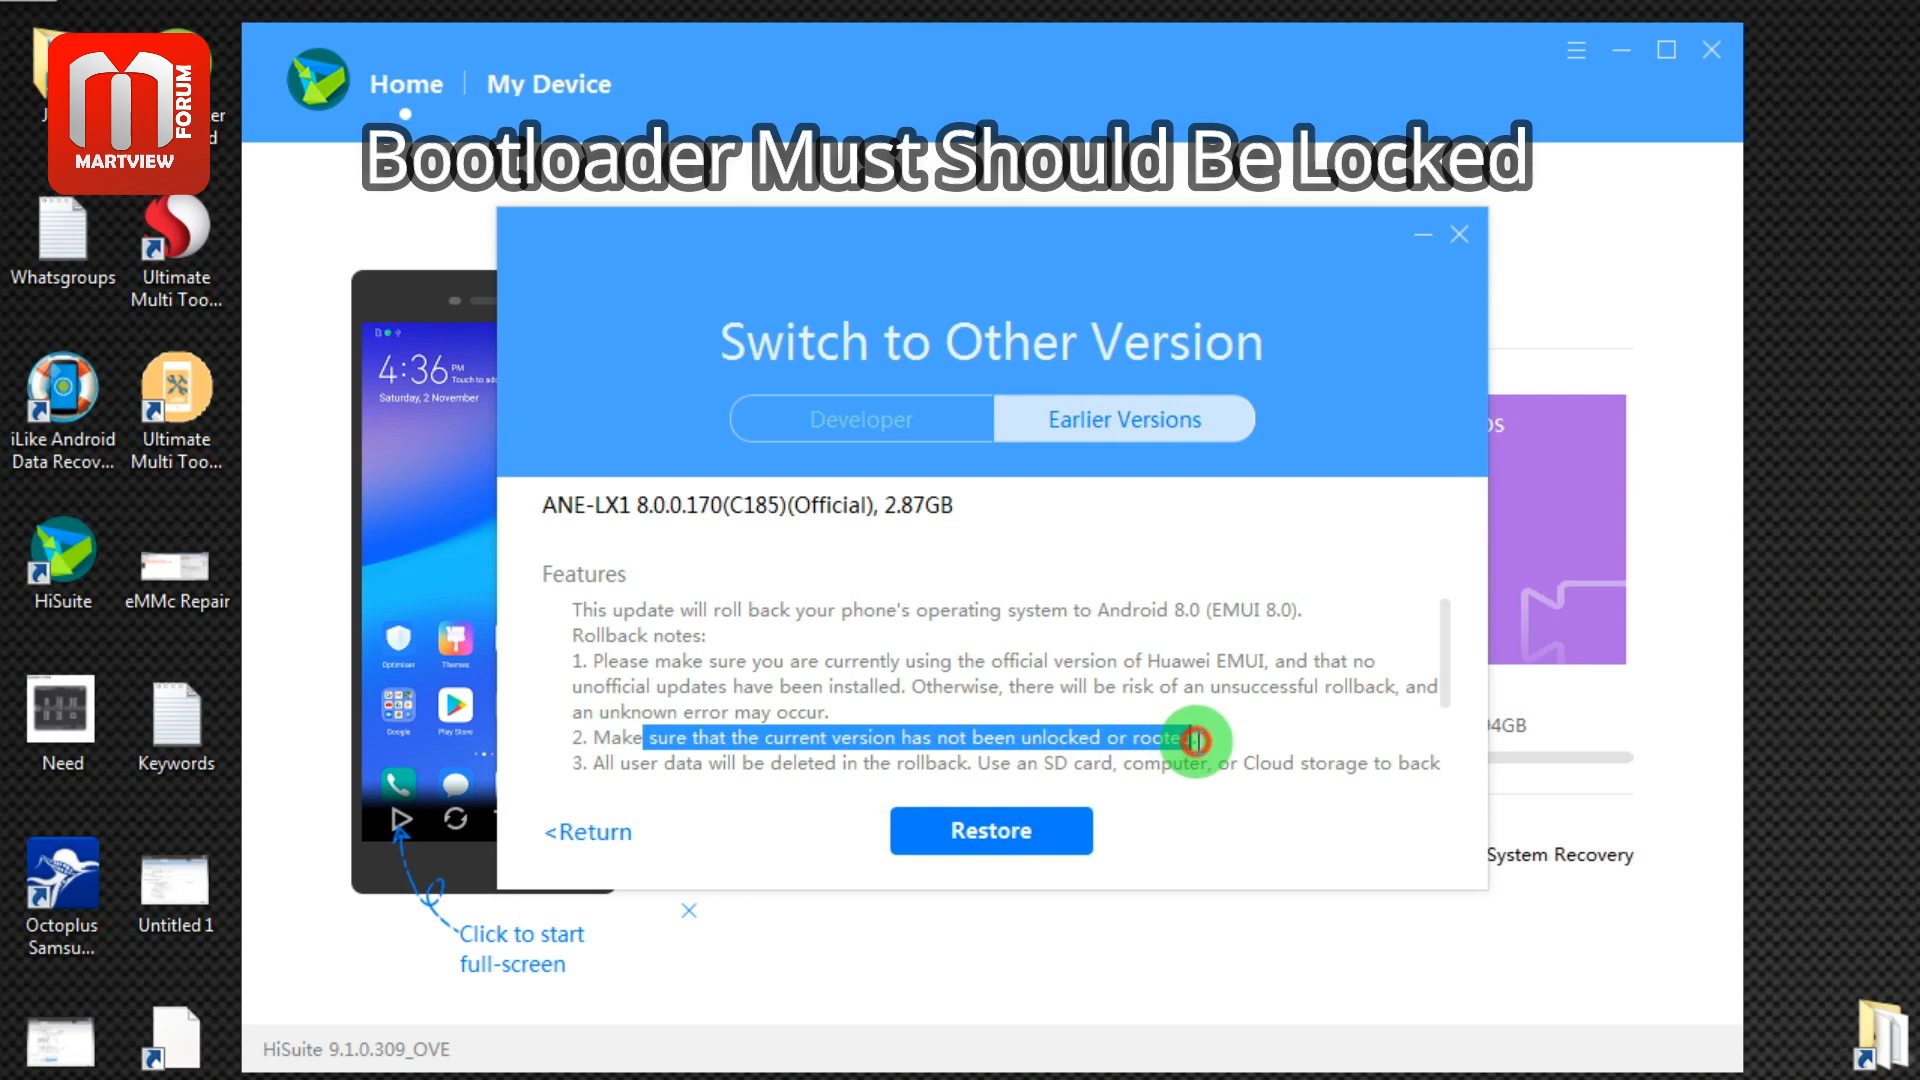 FORUM
MARTVIEW
Home
My Device
Bootloader Must Should Be Locked
Whatsgroups
Ultimate
Multi Too...
iLike Android
Data Recov...
Ultimate
Multi Too...
HiSuite
eMMc Repair
Need
Keywords
Octoplus
Samsu...
Untitled 1
4:36 PM
Saturday, 2 November
Optimiser
Themes
Google
Play Store
Click to start
full-screen
Switch to Other Version
Developer
Earlier Versions
ANE-LX1 8.0.0.170(C185)(Official), 2.87GB
Features
This update will roll back your phone's operating system to Android 8.0 (EMUI 8.0).
Rollback notes:
1. Please make sure you are currently using the official version of Huawei EMUI, and that no
unofficial updates have been installed. Otherwise, there will be risk of an unsuccessful rollback, and
an unknown error may occur.
2. Make sure that the current version has not been unlocked or roote
3. All user data will be deleted in the rollback. Use an SD card, computer, or Cloud storage to back
<Return
Restore
System Recovery
HiSuite 9.1.0.309_OVE